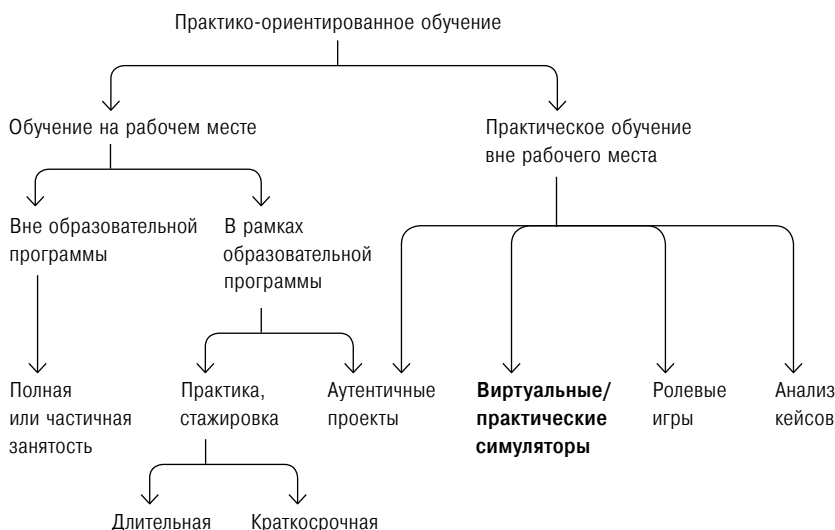 Практико-ориентированное обучение
Обучение на рабочем месте
Практическое обучение
вне рабочего места
Вне образовательной
программы
В рамках
образовательной
программы
Полная
или частичная
занятость
Практика,
стажировка
Аутентичные
проекты
Виртуальные/
практические
симуляторы
Ролевые
игры
Анализ
кейсов
Длительная
Краткосрочная